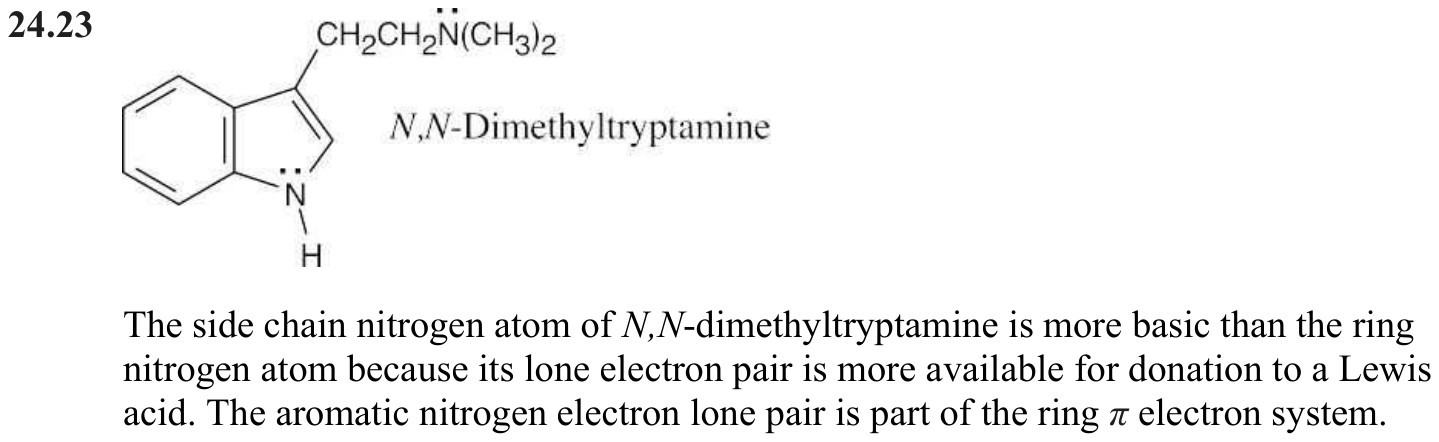 24.23
CH₂CH₂N̈(CH₃)₂
N,N-Dimethyltryptamine
N
H
The side chain nitrogen atom of N,N-dimethyltryptamine is more basic than the ring
nitrogen atom because its lone electron pair is more available for donation to a Lewis
acid. The aromatic nitrogen electron lone pair is part of the ring π electron system.